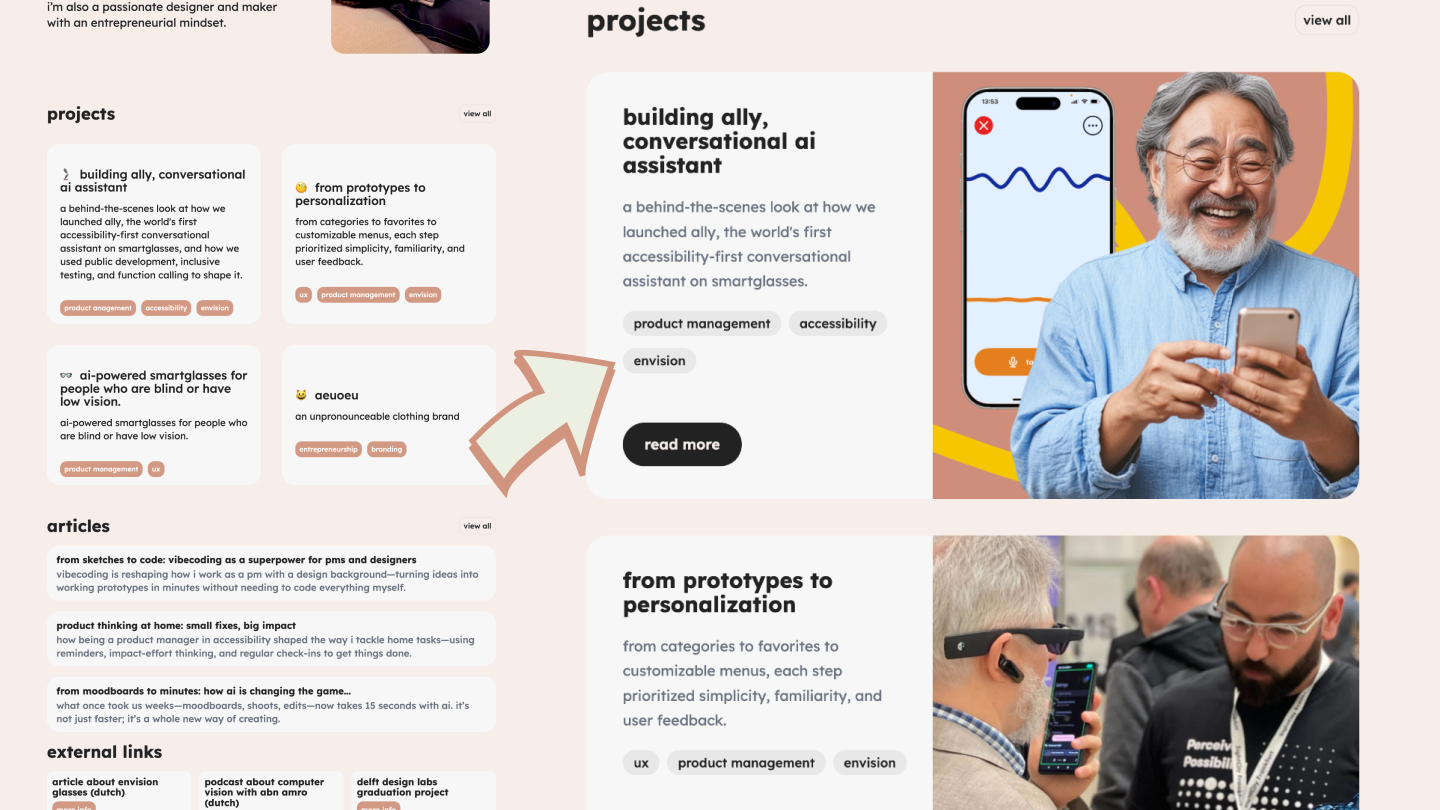 i'm also a passionate designer and maker
with an entrepreneurial mindset.
projects
view all
building ally, conversational
ai assistant
a behind-the-scenes look at how we
launched ally, the world's first
accessibility-first conversational
assistant on smartglasses, and how we
used public development, inclusive
testing, and function calling to shape it.
product anagement
accessibility
envision
from prototypes to
personalization
from categories to favorites to
customizable menus, each step
prioritized simplicity, familiarity, and
user feedback.
ux
product management
envision
ai-powered smartglasses for
people who are blind or have
low vision.
ai-powered smartglasses for people who
are blind or have low vision.
product management
ux
aeuoeu
an unpronounceable clothing brand
entrepreneurship
branding
articles
view all
from sketches to code: vibecoding as a superpower for pms and designers
vibecoding is reshaping how i work as a pm with a design background—turning ideas into
working prototypes in minutes without needing to code everything myself.
product thinking at home: small fixes, big impact
how being a product manager in accessibility shaped the way i tackle home tasks—using
reminders, impact-effort thinking, and regular check-ins to get things done.
from moodboards to minutes: how ai is changing the game...
what once took us weeks—moodboards, shoots, edits—now takes 15 seconds with ai. it's
not just faster; it's a whole new way of creating.
external links
article about envision
glasses (dutch)
more info
podcast about computer
vision with abn amro
(dutch)
delft design labs
graduation project
more info
projects
view all
building ally,
conversational ai
assistant
a behind-the-scenes look at how we
launched ally, the world's first
accessibility-first conversational
assistant on smartglasses.
product management
accessibility
envision
read more
13:53
from prototypes to
personalization
from categories to favorites to
customizable menus, each step
prioritized simplicity, familiarity, and
user feedback.
ux
product management
envision